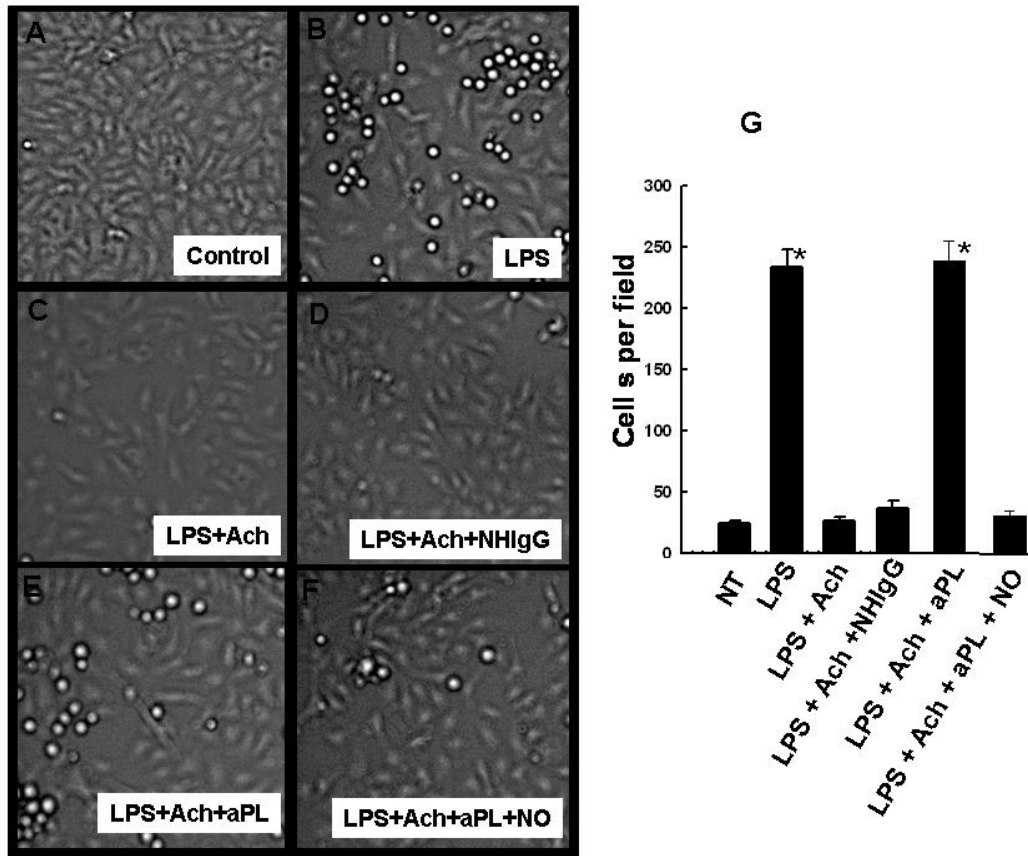 A
Control
B
LPS
C
LPS+Ach
D
LPS+Ach+NHIgG
E
LPS+Ach+aPL
F
LPS+Ach+aPL+NO
G
Cell s per field
300
250
200
150
100
50
0
*
*
NT
LPS
LPS + Ach
LPS + Ach +NHIgG
LPS + Ach + aPL
LPS + Ach + aPL + NO